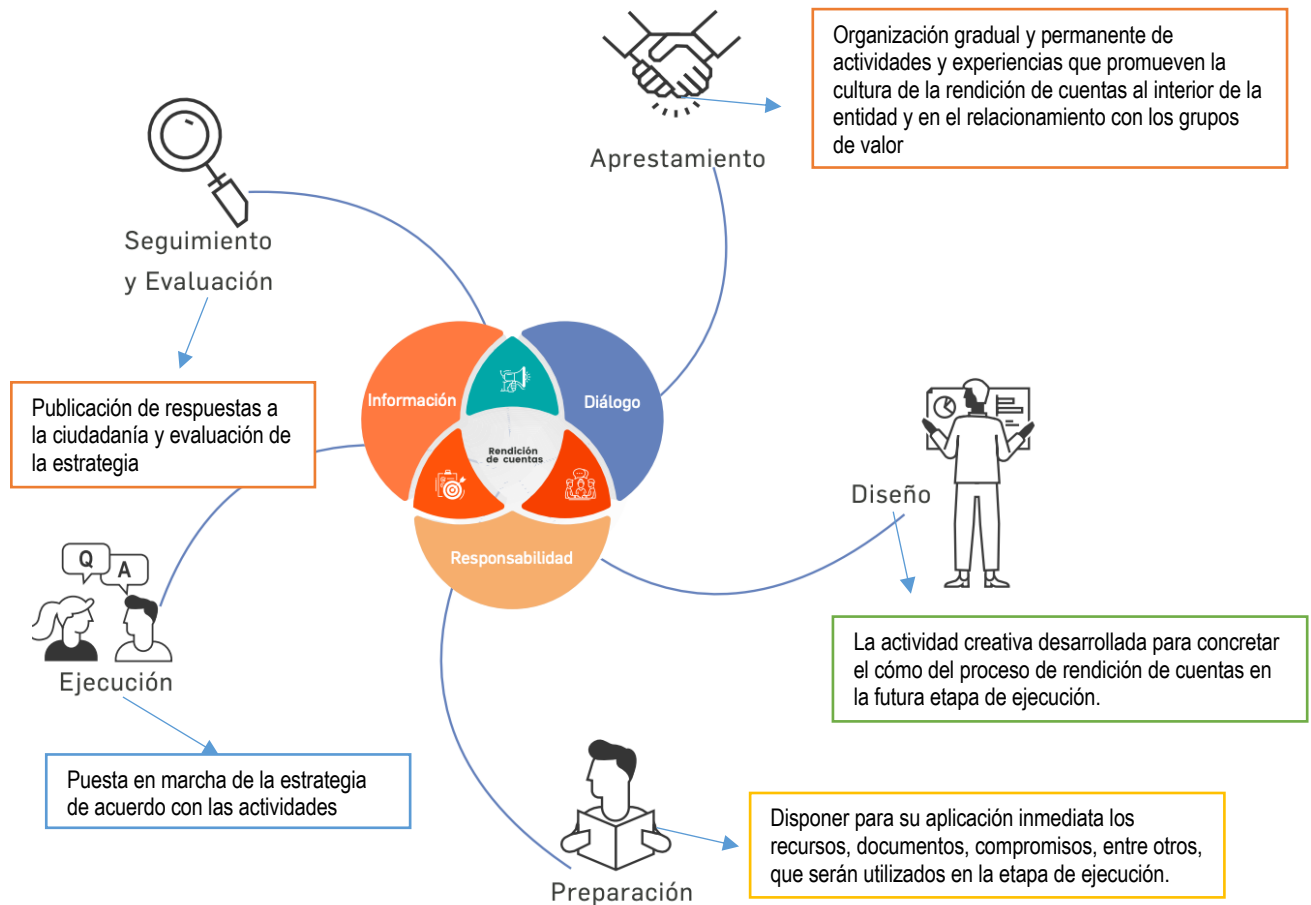 Organización gradual y permanente de
actividades y experiencias que promueven la
cultura de la rendición de cuentas al interior de la
entidad y en el relacionamiento con los grupos
de valor
Aprestamiento
Seguimiento
y Evaluación
Publicación de respuestas a
la ciudadanía y evaluación de
la estrategia
Información
Diálogo
Rendición
de cuentas
Responsabilidad
Diseño
La actividad creativa desarrollada para concretar
el cómo del proceso de rendición de cuentas en
la futura etapa de ejecución.
Q
A
Ejecución
Puesta en marcha de la estrategia
de acuerdo con las actividades
Disponer para su aplicación inmediata los
recursos, documentos, compromisos, entre otros,
que serán utilizados en la etapa de ejecución.
Preparación